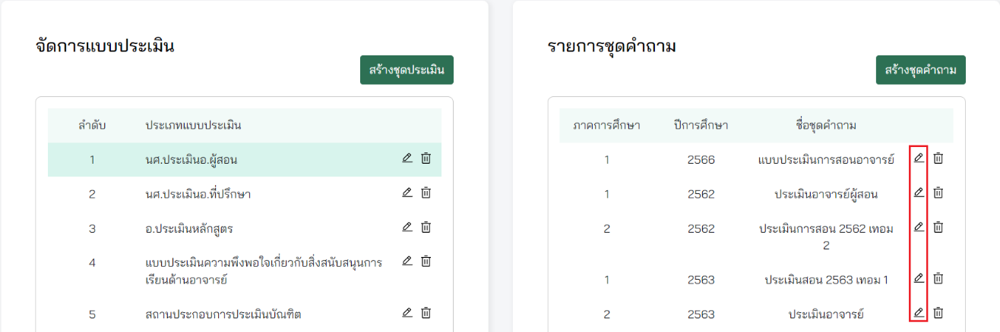 จัดการแบบประเมิน
สร้างชุดประเมิน
ลำดับ ประเภทแบบประเมิน
1 นศ.ประเมินอ.ผู้สอน
2 นศ.ประเมินอ.ที่ปรึกษา
3 อ.ประเมินหลักสูตร
4 แบบประเมินความพึงพอใจเกี่ยวกับสิ่งสนับสนุนการ
เรียนด้านอาจารย์
5 สถานประกอบการประเมินบัณฑิต
รายการชุดคำถาม
สร้างชุดคำถาม
ภาคการศึกษา ปีการศึกษา ชื่อชุดคำถาม
1 2566 แบบประเมินการสอนอาจารย์
1 2562 ประเมินอาจารย์ผู้สอน
2 2562 ประเมินการสอน 2562 เทอม
2
1 2563 ประเมินสอน 2563 เทอม 1
2 2563 ประเมินอาจารย์